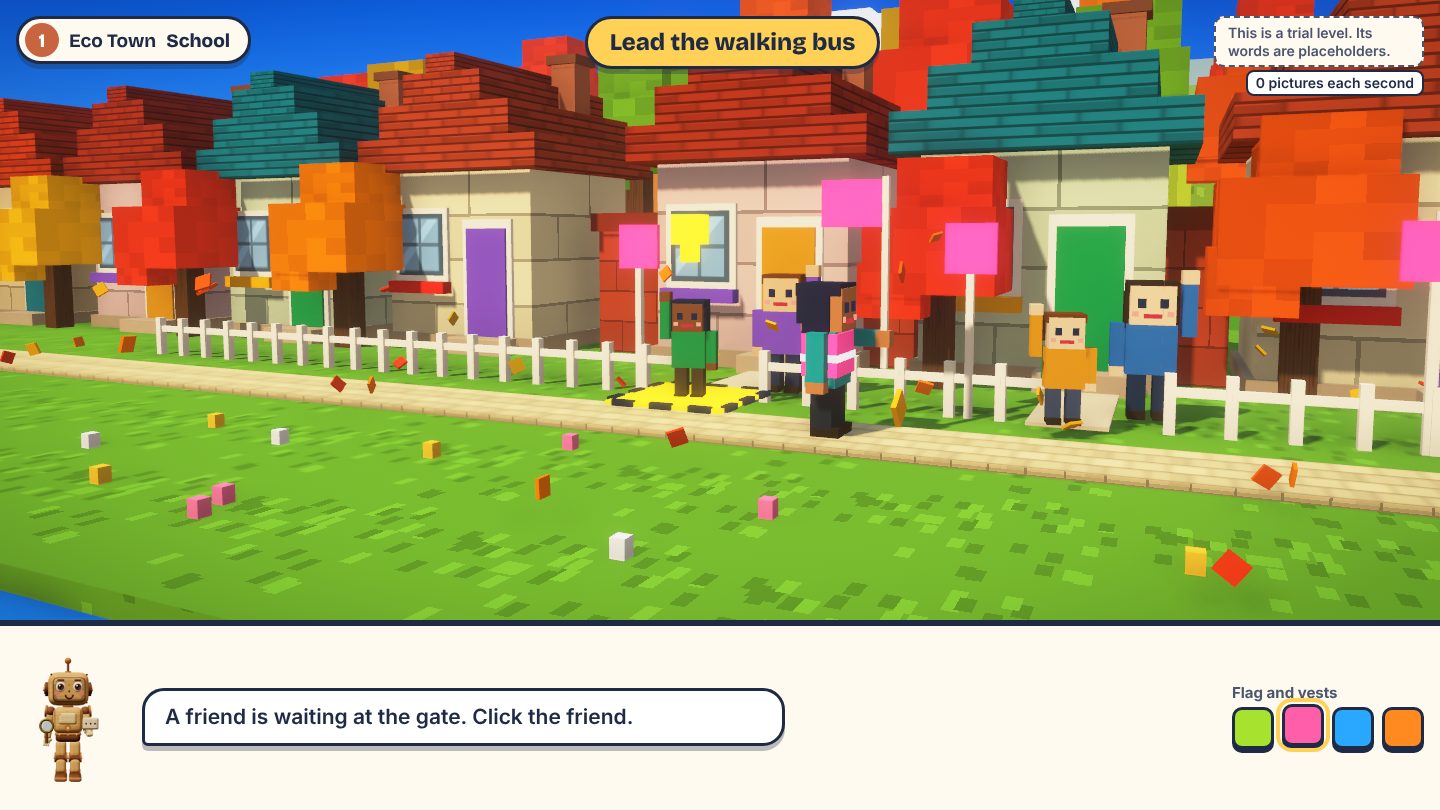 1 Eco Town School
Lead the walking bus
This is a trial level. Its
words are placeholders.
0 pictures each second
A friend is waiting at the gate. Click the friend.
Flag and vests